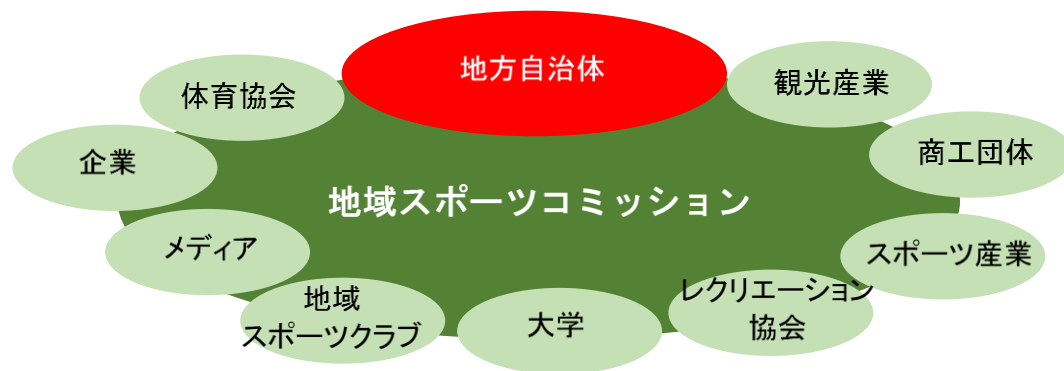 地方自治体
体育協会
観光産業
企業
商工団体
地域スポーツコミッション
メディア
スポーツ産業
地域
スポーツクラブ
大学
レクリエーション
協会